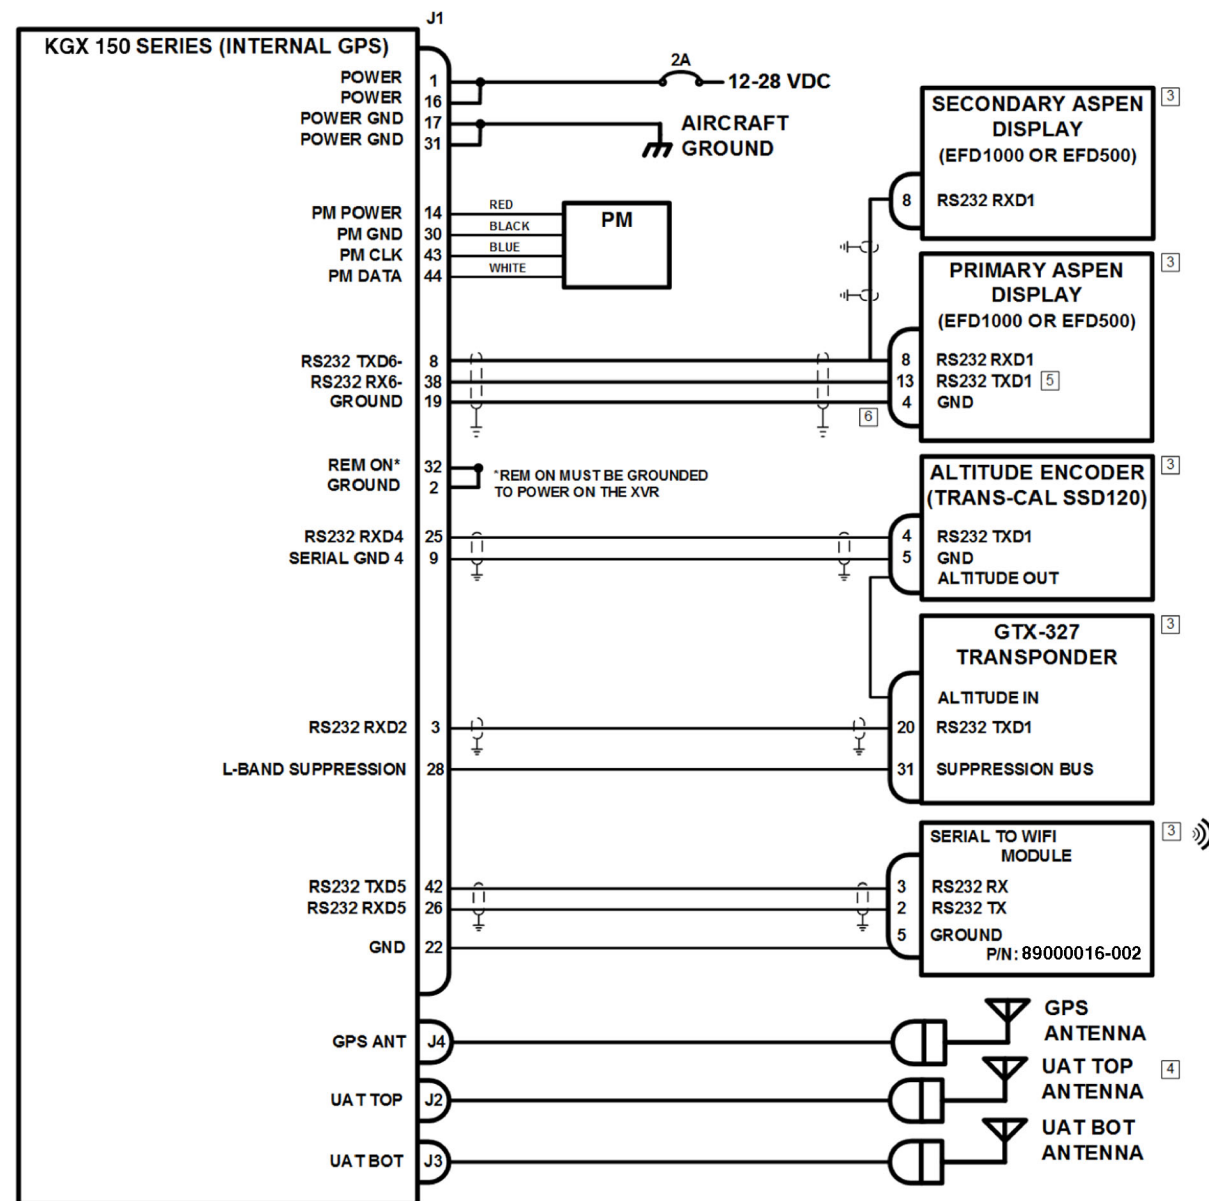 J1
KGX 150 SERIES (INTERNAL GPS)
POWER 1
POWER 16
POWER GND 17
POWER GND 31
2A
12-28 VDC
AIRCRAFT
GROUND
PM POWER 14 RED
PM GND 30 BLACK
PM CLK 43 BLUE
PM DATA 44 WHITE
PM
SECONDARY ASPEN
DISPLAY
(EFD1000 OR EFD500)
3
8 RS232 RXD1
PRIMARY ASPEN
DISPLAY
(EFD1000 OR EFD500)
3
RS232 TXD6- 8
RS232 RX6- 38
GROUND 19
8 RS232 RXD1
13 RS232 TXD1 5
4 GND
6
REM ON* 32
GROUND 2
*REM ON MUST BE GROUNDED
TO POWER ON THE XVR
ALTITUDE ENCODER
(TRANS-CAL SSD120)
3
RS232 RXD4 25
SERIAL GND 4 9
4 RS232 TXD1
5 GND
ALTITUDE OUT
GTX-327
TRANSPONDER
3
ALTITUDE IN
RS232 RXD2 3
20 RS232 TXD1
L-BAND SUPPRESSION 28
31 SUPPRESSION BUS
SERIAL TO WIFI
MODULE
3
RS232 TXD5 42
RS232 RXD5 26
GND 22
3 RS232 RX
2 RS232 TX
5 GROUND
P/N: 89000016-002
GPS ANT J4
GPS
ANTENNA
UAT TOP J2
UAT TOP
ANTENNA
4
UAT BOT J3
UAT BOT
ANTENNA